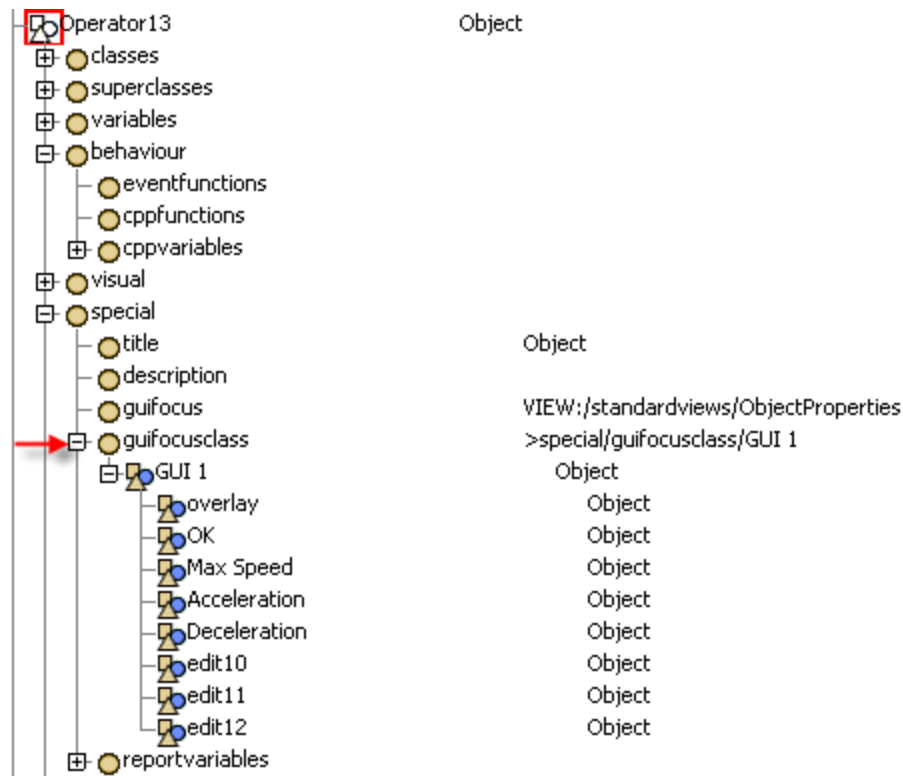 Operator13 Object
classes
superclasses
variables
behaviour
eventfunctions
cppfunctions
cppvariables
visual
special
title Object
description
guifocus VIEW:/standardviews/ObjectProperties
guifocusclass >special/guifocusclass/GUI 1
GUI 1 Object
overlay Object
OK Object
Max Speed Object
Acceleration Object
Deceleration Object
edit10 Object
edit11 Object
edit12 Object
reportvariables